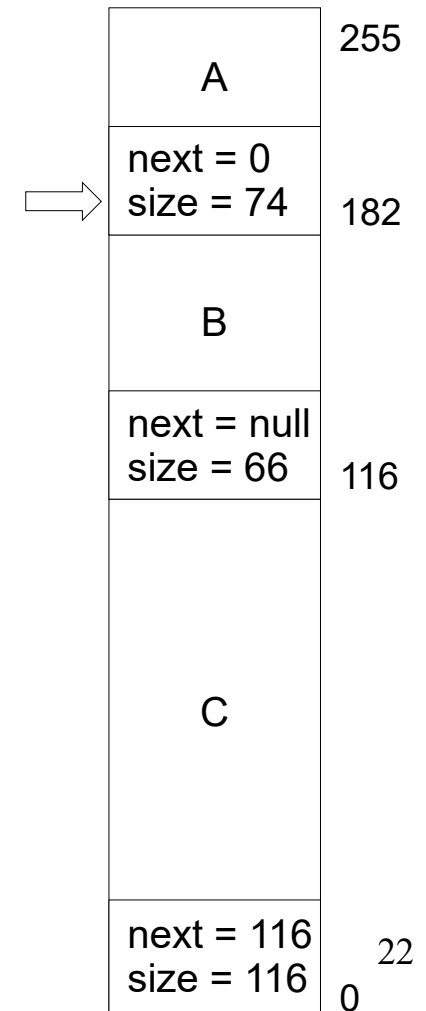 255
A
next = 0
size = 74
182
B
next = null
size = 66
116
C
next = 116
22
size = 116
0